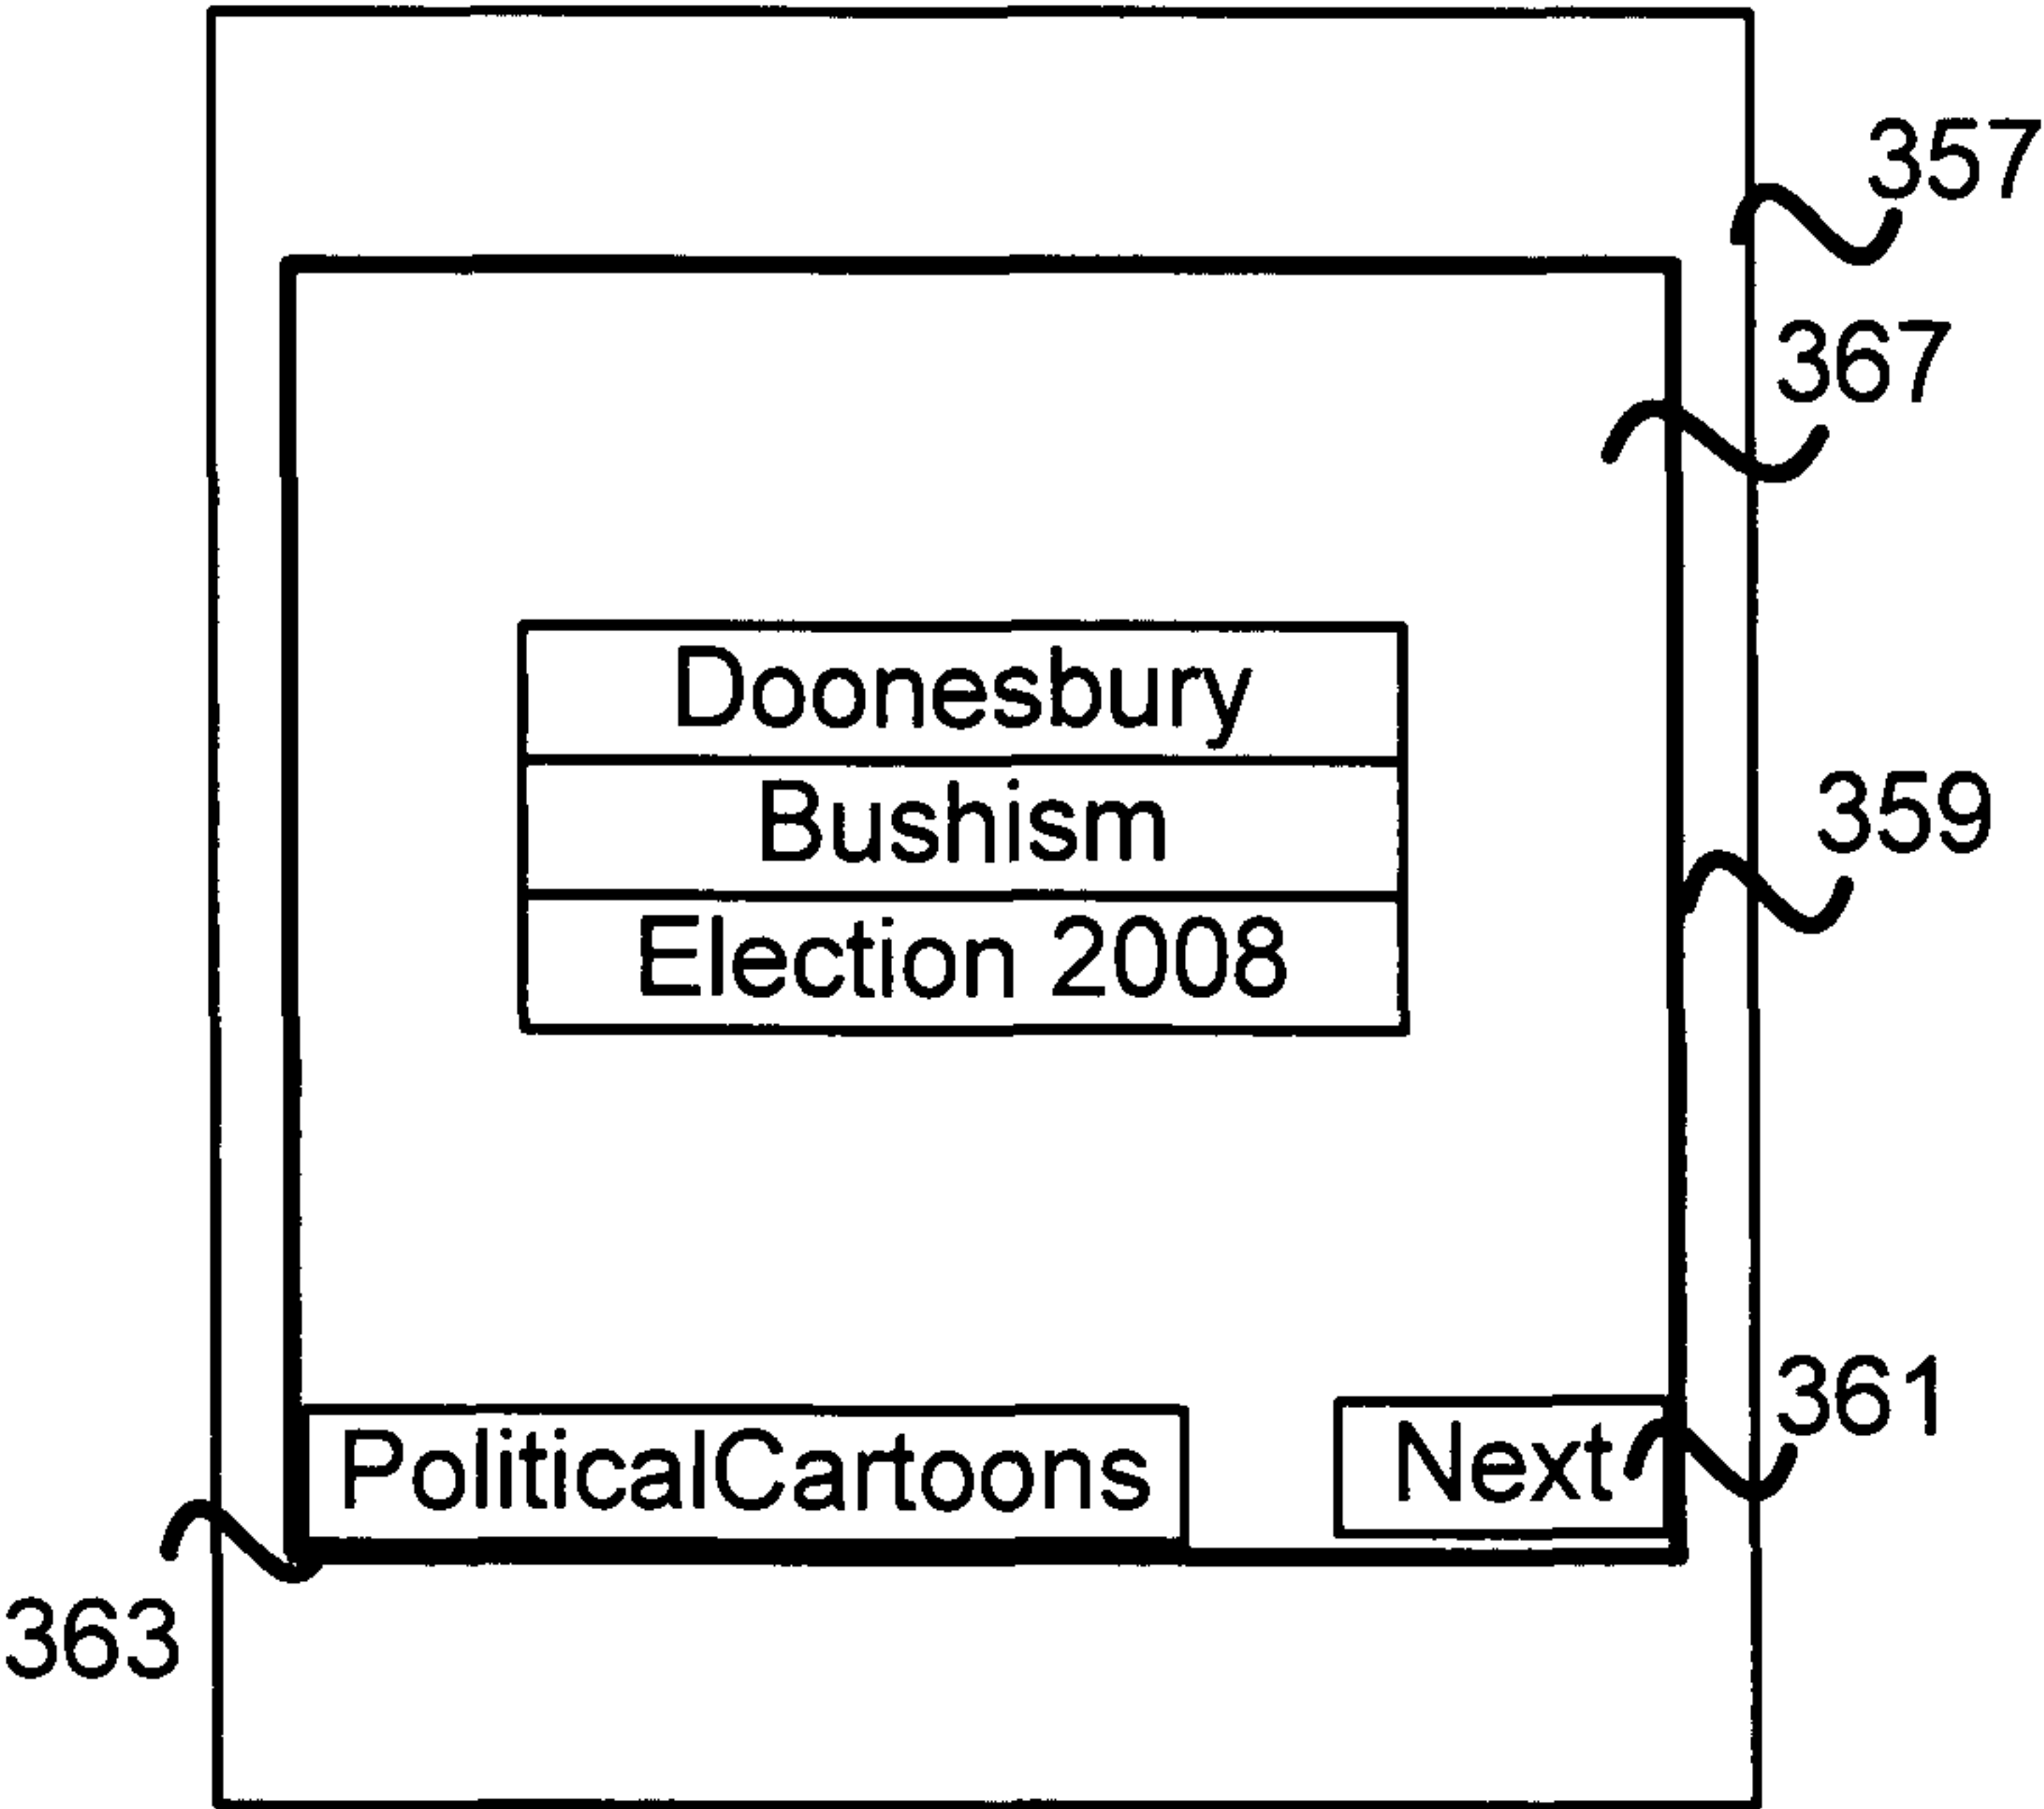 357
367
Doonesbury
Bushism
359
Election 2008
361
PoliticalCartoons
Next
363